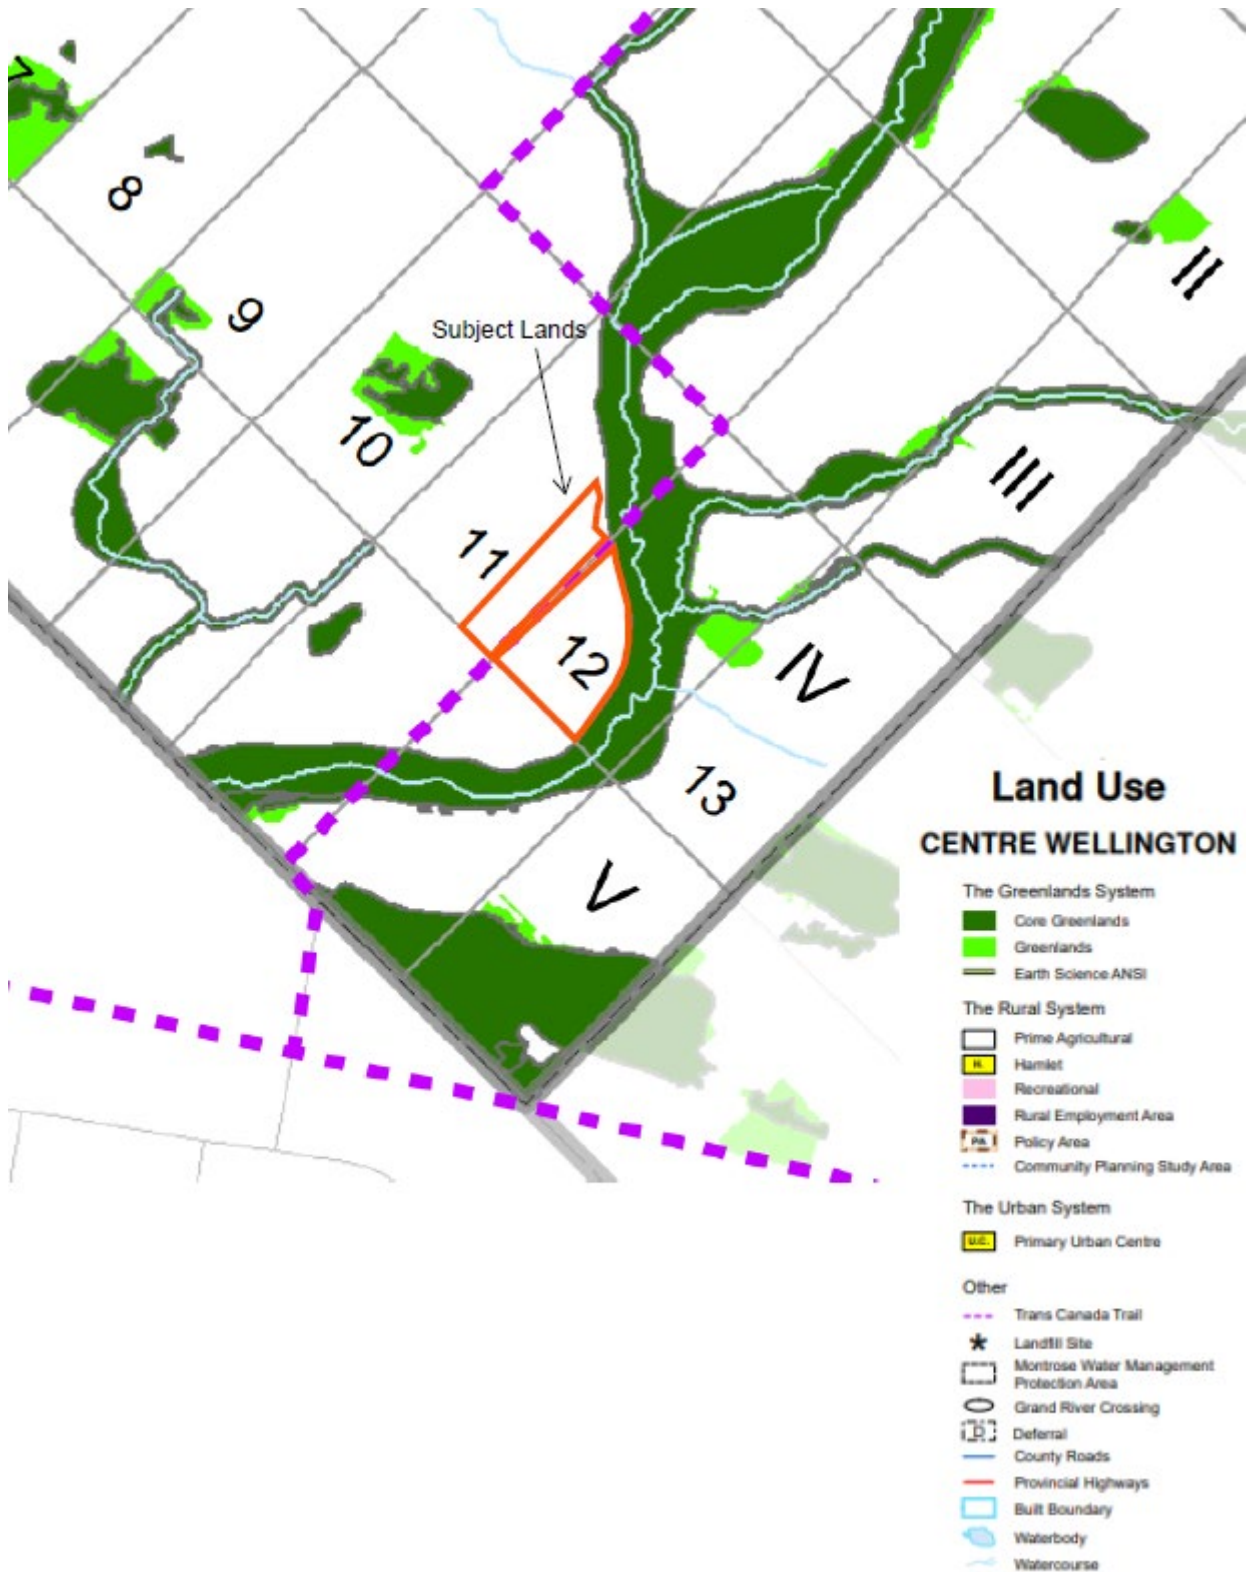 7
8
II
9
Subject Lands
10
III
11
12
IV
13
Land Use
CENTRE WELLINGTON
V
The Greenlands System
Core Greenlands
Greenlands
Earth Science ANSI
The Rural System
Prime Agricultural
H. Hamlet
Recreational
Rural Employment Area
PA Policy Area
Community Planning Study Area
The Urban System
U.C. Primary Urban Centre
Other
Trans Canada Trail
Landfill Site
Montrose Water Management
Protection Area
Grand River Crossing
D Deferral
County Roads
Provincial Highways
Built Boundary
Waterbody
Watercourse